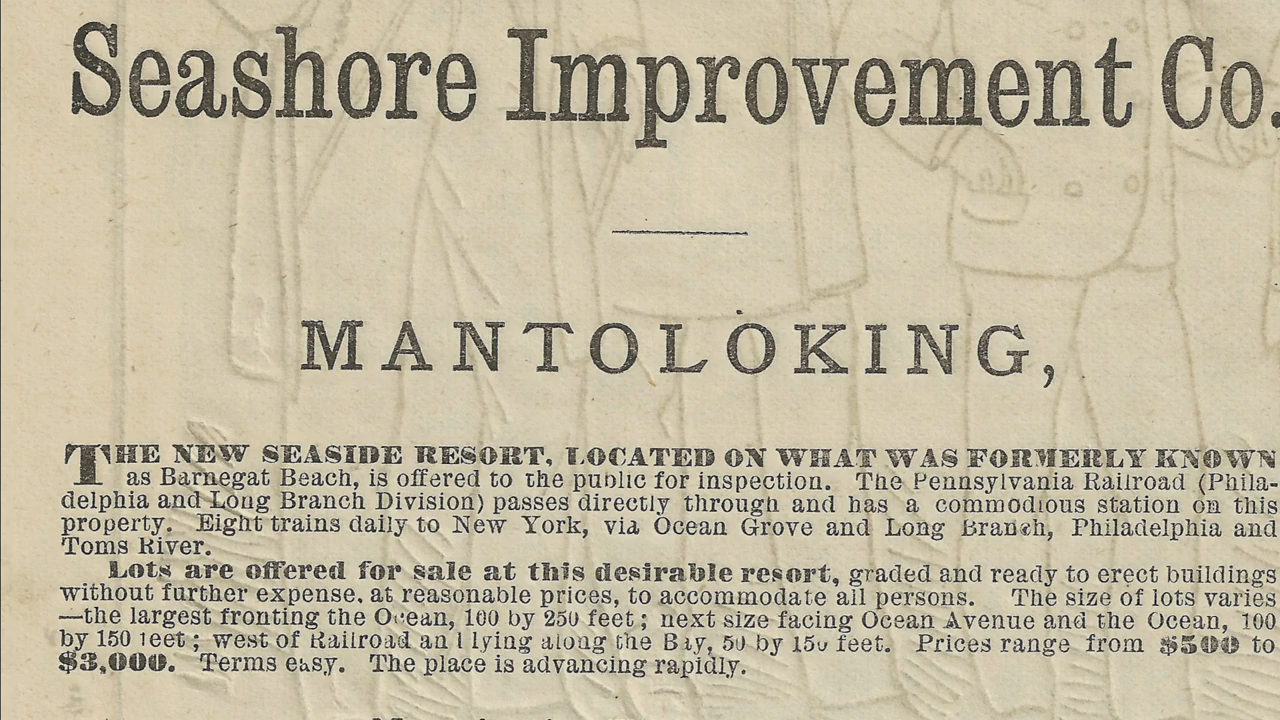 Seashore Improvement Co.
MANTOLOKING,
THE NEW SEASIDE RESORT, LOCATED ON WHAT WAS FORMERLY KNOWN
as Barnegat Beach, is offered to the public for inspection. The Pennsylvania Railroad (Phila-
delphia and Long Branch Division) passes directly through and has a commodious station on this
property. Eight trains daily to New York, via Ocean Grove and Long Branch, Philadelphia and
Toms River.
Lots are offered for sale at this desirable resort, graded and ready to erect buildings
without further expense, at reasonable prices, to accommodate all persons. The size of lots varies
—the largest fronting the Ocean, 100 by 250 feet; next size facing Ocean Avenue and the Ocean, 100
by 150 feet; west of Railroad and lying along the Bay, 50 by 150 feet. Prices range from $500 to
$3,000. Terms easy. The place is advancing rapidly.